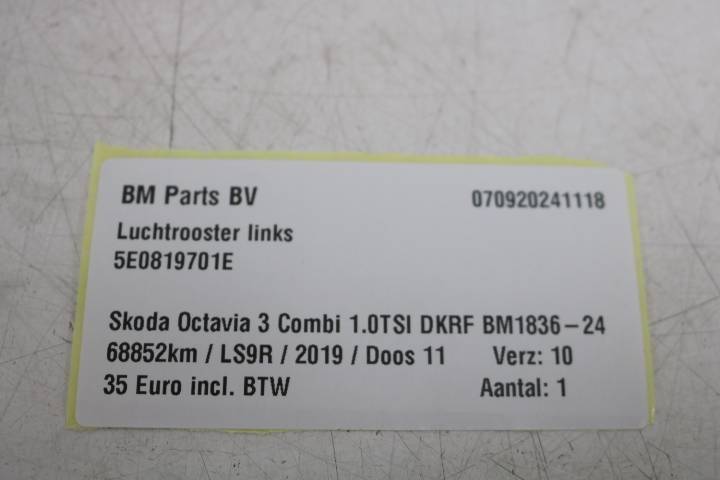 BM Parts BV 070920241118
Luchtrooster links
5E0819701E
Skoda Octavia 3 Combi 1.0TSI DKRF BM1836-24
68852km / LS9R / 2019 / Doos 11 Verz: 10
35 Euro incl. BTW Aantal: 1